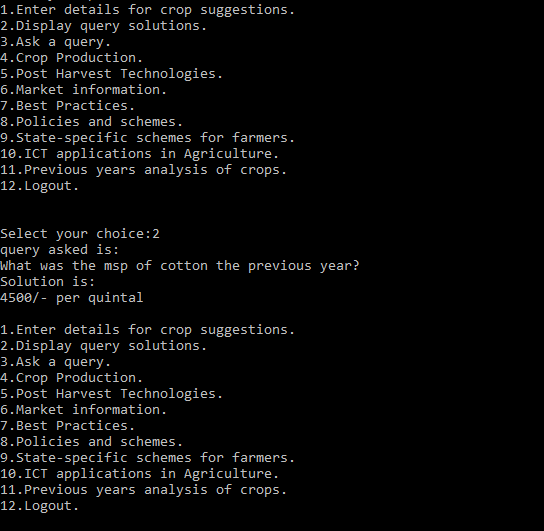 1.Enter details for crop suggestions.
2.Display query solutions.
3.Ask a query.
4.Crop Production.
5.Post Harvest Technologies.
6.Market information.
7.Best Practices.
8.Policies and schemes.
9.State-specific schemes for farmers.
10.ICT applications in Agriculture.
11.Previous years analysis of crops.
12.Logout.
Select your choice:2
query asked is:
What was the msp of cotton the previous year?
Solution is:
4500/- per quintal
1.Enter details for crop suggestions.
2.Display query solutions.
3.Ask a query.
4.Crop Production.
5.Post Harvest Technologies.
6.Market information.
7.Best Practices.
8.Policies and schemes.
9.State-specific schemes for farmers.
10.ICT applications in Agriculture.
11.Previous years analysis of crops.
12.Logout.